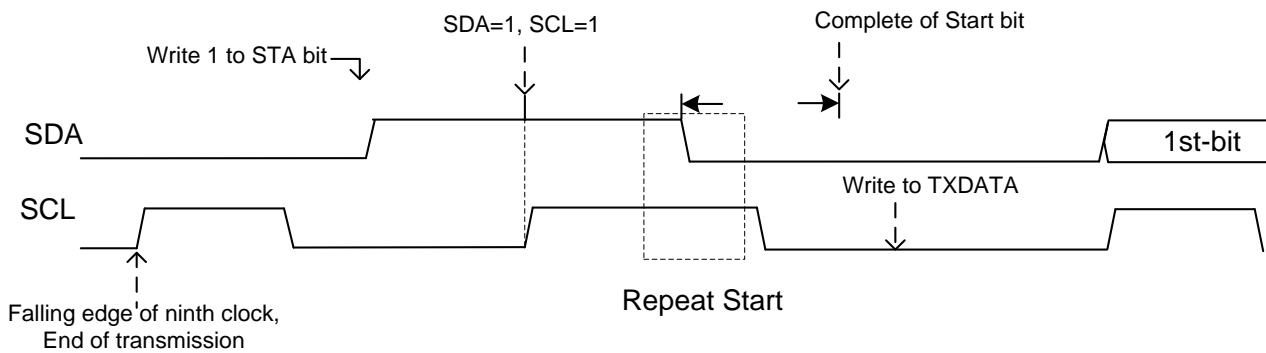 Complete of Start bit
SDA=1, SCL=1
Write 1 to STA bit
SDA
1st-bit
Write to TXDATA
SCL
Repeat Start
Falling edge of ninth clock,
End of transmission